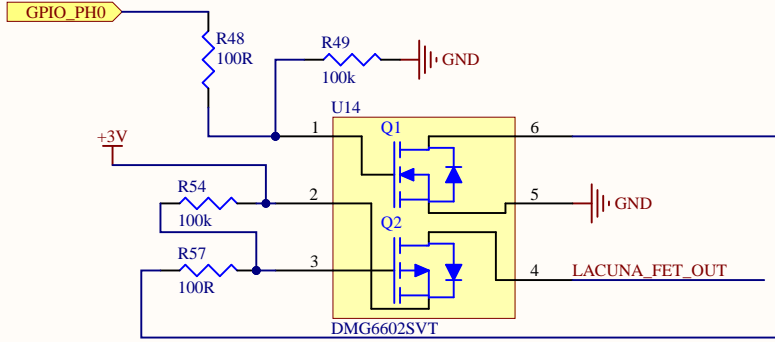 GPIO_PH0
R48
100R
R49
100k
GND
U14
Q1
1
6
+3V
R54
100k
2
5
GND
Q2
R57
100R
3
4
LACUNA_FET_OUT
DMG6602SVT